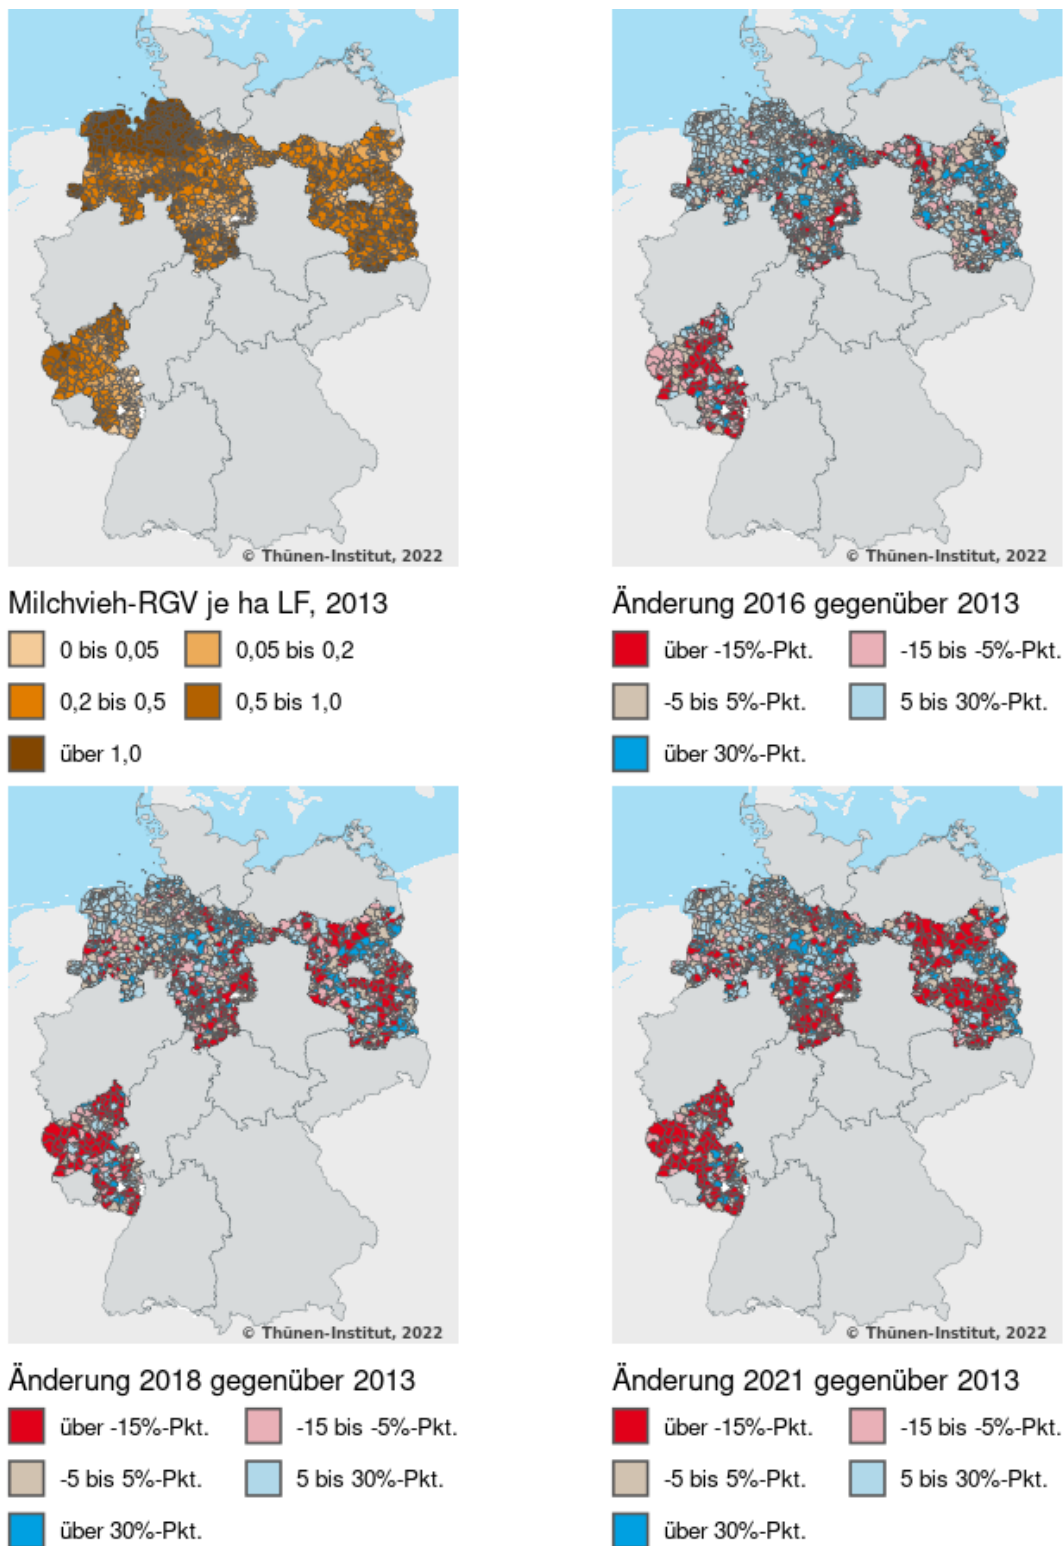 © Thünen-Institut, 2022
© Thünen-Institut, 2022
Milchvieh-RGV je ha LF, 2013
0 bis 0,05
0,05 bis 0,2
0,2 bis 0,5
0,5 bis 1,0
über 1,0
Änderung 2016 gegenüber 2013
über -15%-Pkt.
-15 bis -5%-Pkt.
-5 bis 5%-Pkt.
5 bis 30%-Pkt.
über 30%-Pkt.
© Thünen-Institut, 2022
© Thünen-Institut, 2022
Änderung 2018 gegenüber 2013
über -15%-Pkt.
-15 bis -5%-Pkt.
-5 bis 5%-Pkt.
5 bis 30%-Pkt.
über 30%-Pkt.
Änderung 2021 gegenüber 2013
über -15%-Pkt.
-15 bis -5%-Pkt.
-5 bis 5%-Pkt.
5 bis 30%-Pkt.
über 30%-Pkt.